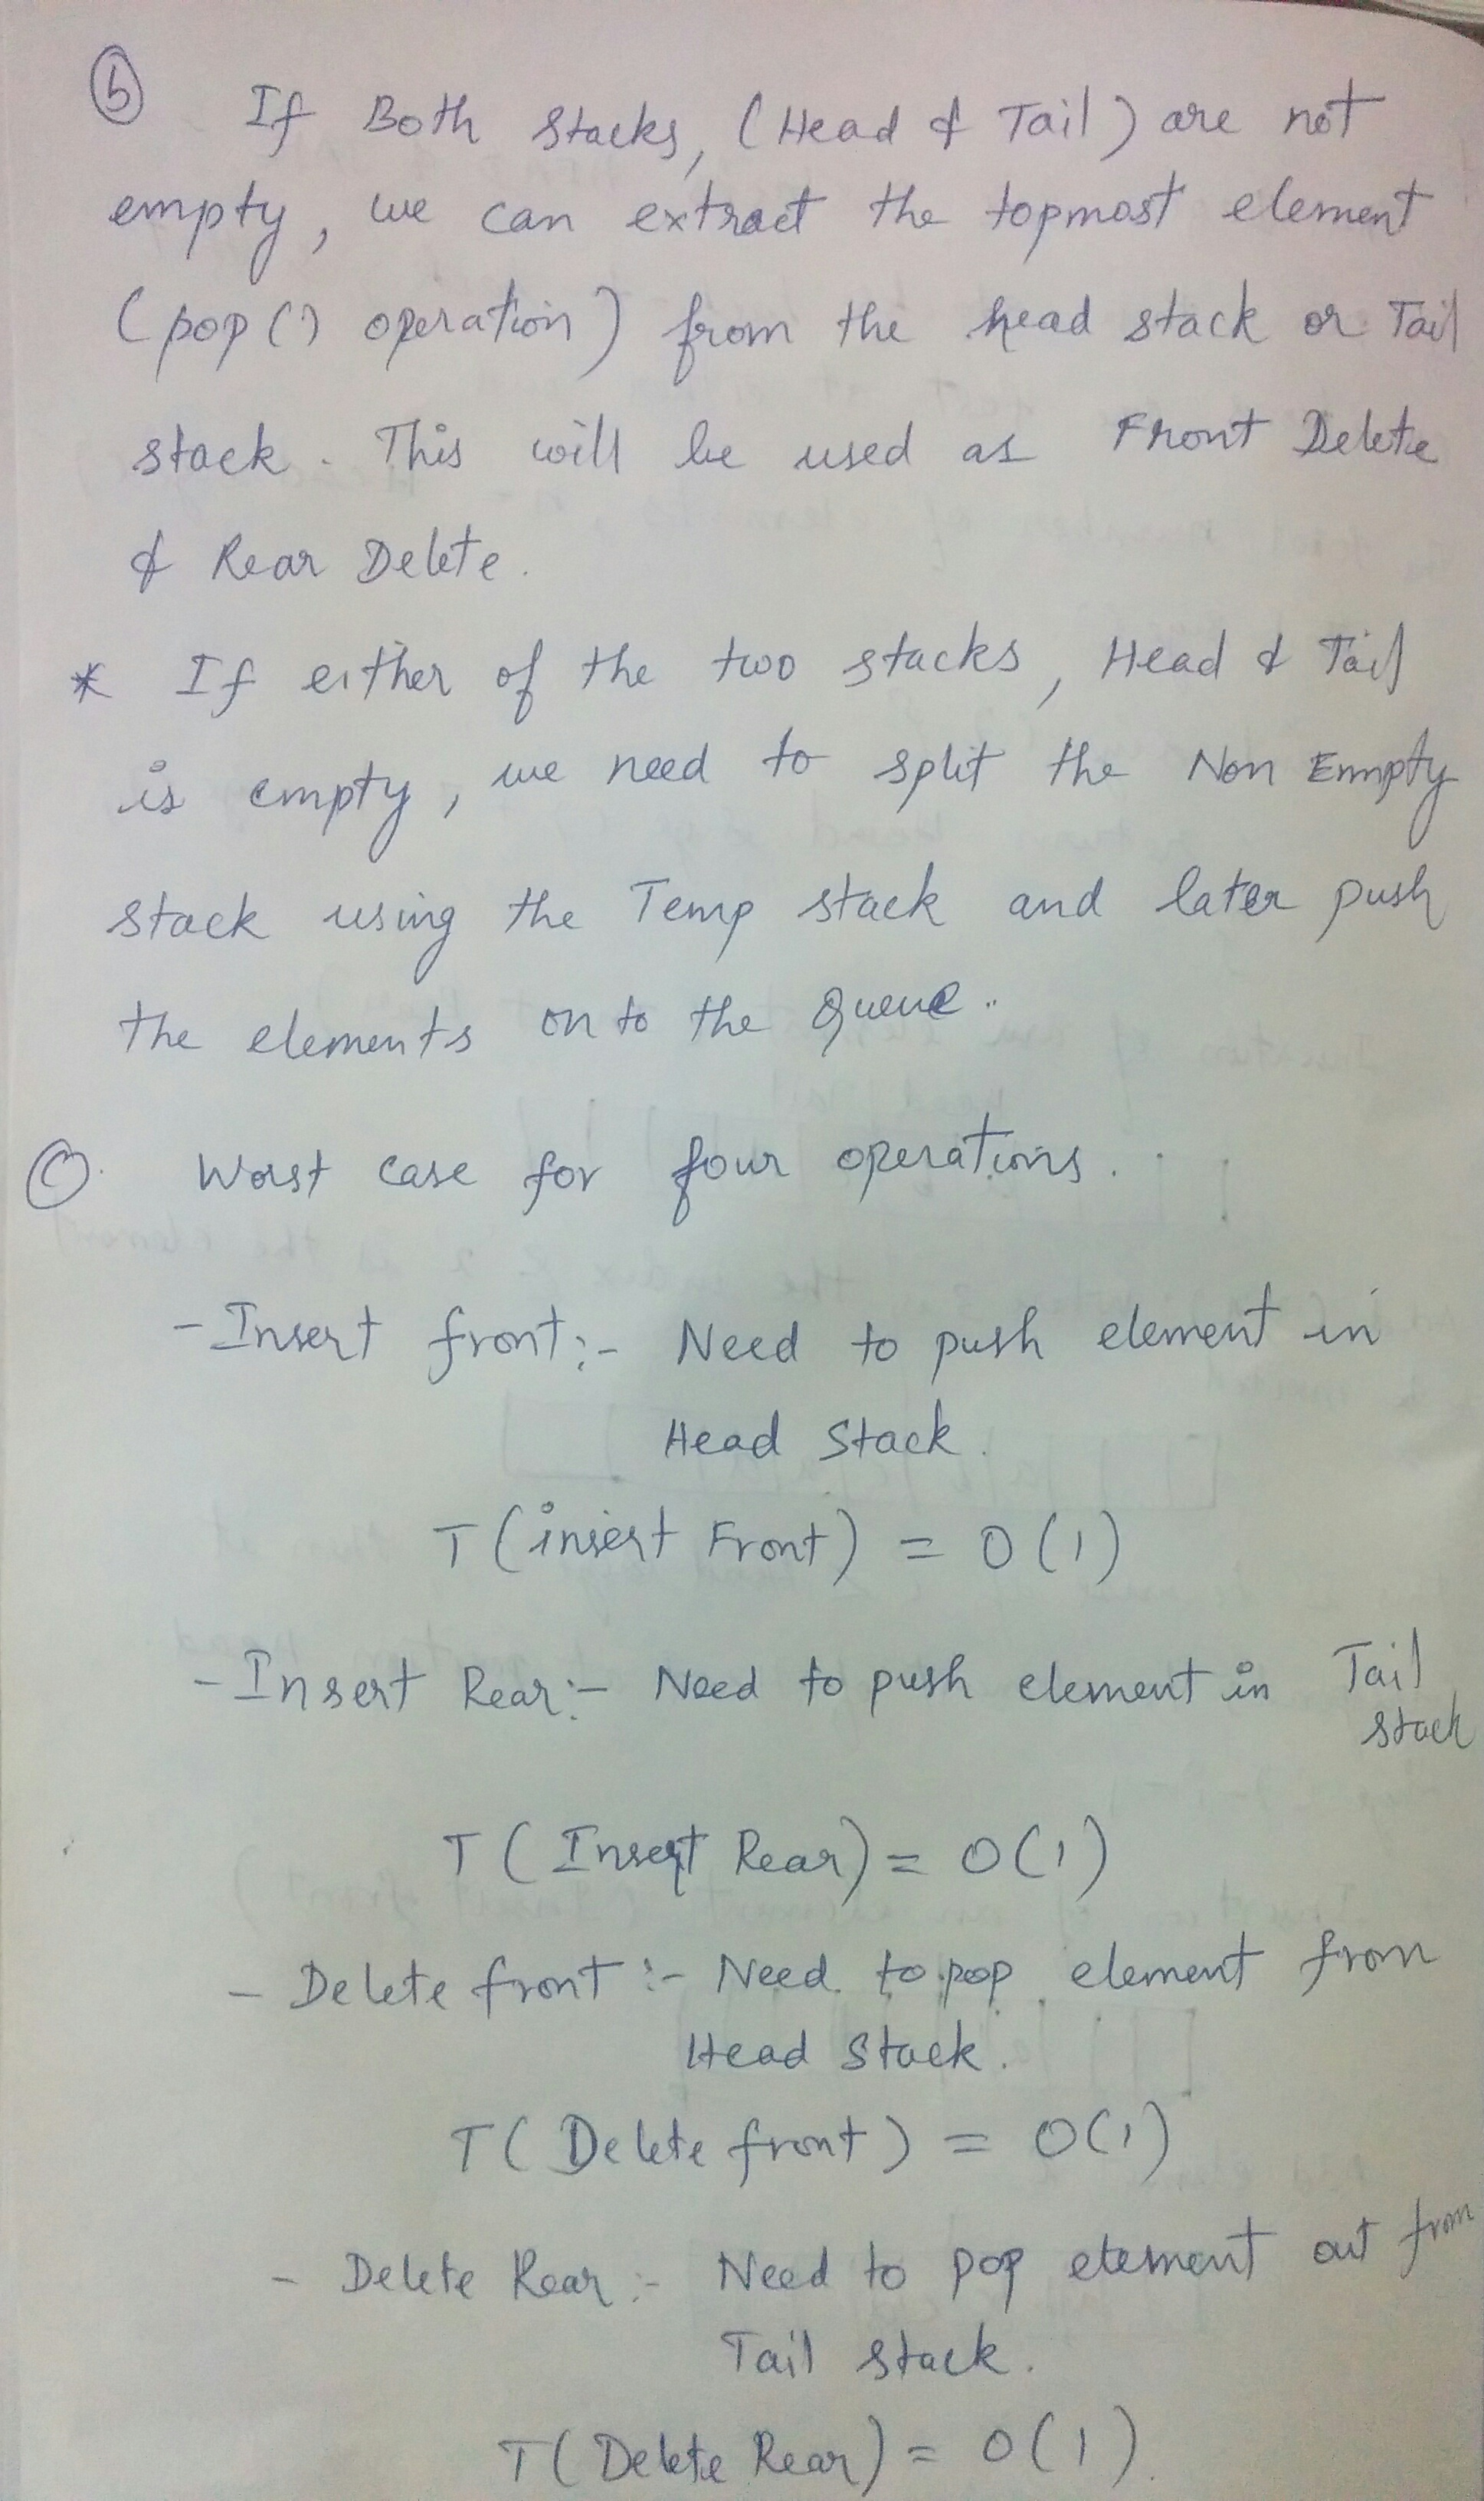 (b) If Both stacks, (Head & Tail) are not
empty, we can extract the topmost element
(pop() operation) from the head stack or Tail
stack. This will be used as Front Delete
& Rear Delete.
* If either of the two stacks, Head & Tail
is empty, we need to split the Non Empty
stack using the Temp stack and later push
the elements on to the Queue..
(C). Worst case for four operations.
- Insert front :- Need to push element in
Head Stack.
T(insert Front) = O(1)
- Insert Rear :- Need to push element in Tail
stack
T(Insert Rear) = O(1)
- Delete front :- Need to pop element from
Head Stack.
T(Delete front) = O(1)
- Delete Rear :- Need to pop element out from
Tail stack.
T(Delete Rear) = O(1).